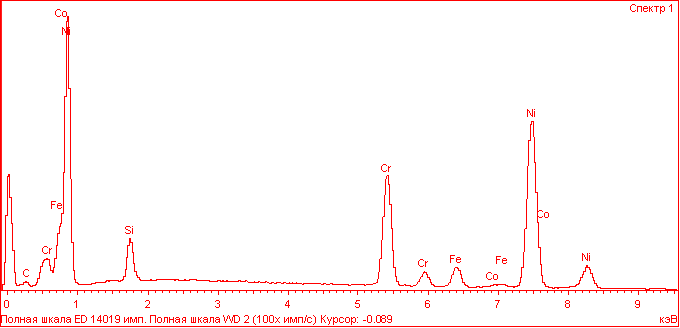 Спектр 1
Co
Ni
Fe
Cr
C
Si
Cr
Cr
Fe
Co
Fe
Ni
Co
Ni
0 1 2 3 4 5 6 7 8 9
Полная шкала ED 14019 имп. Полная шкала WD 2 (100x имп/с) Курсор: -0.089 кэВ